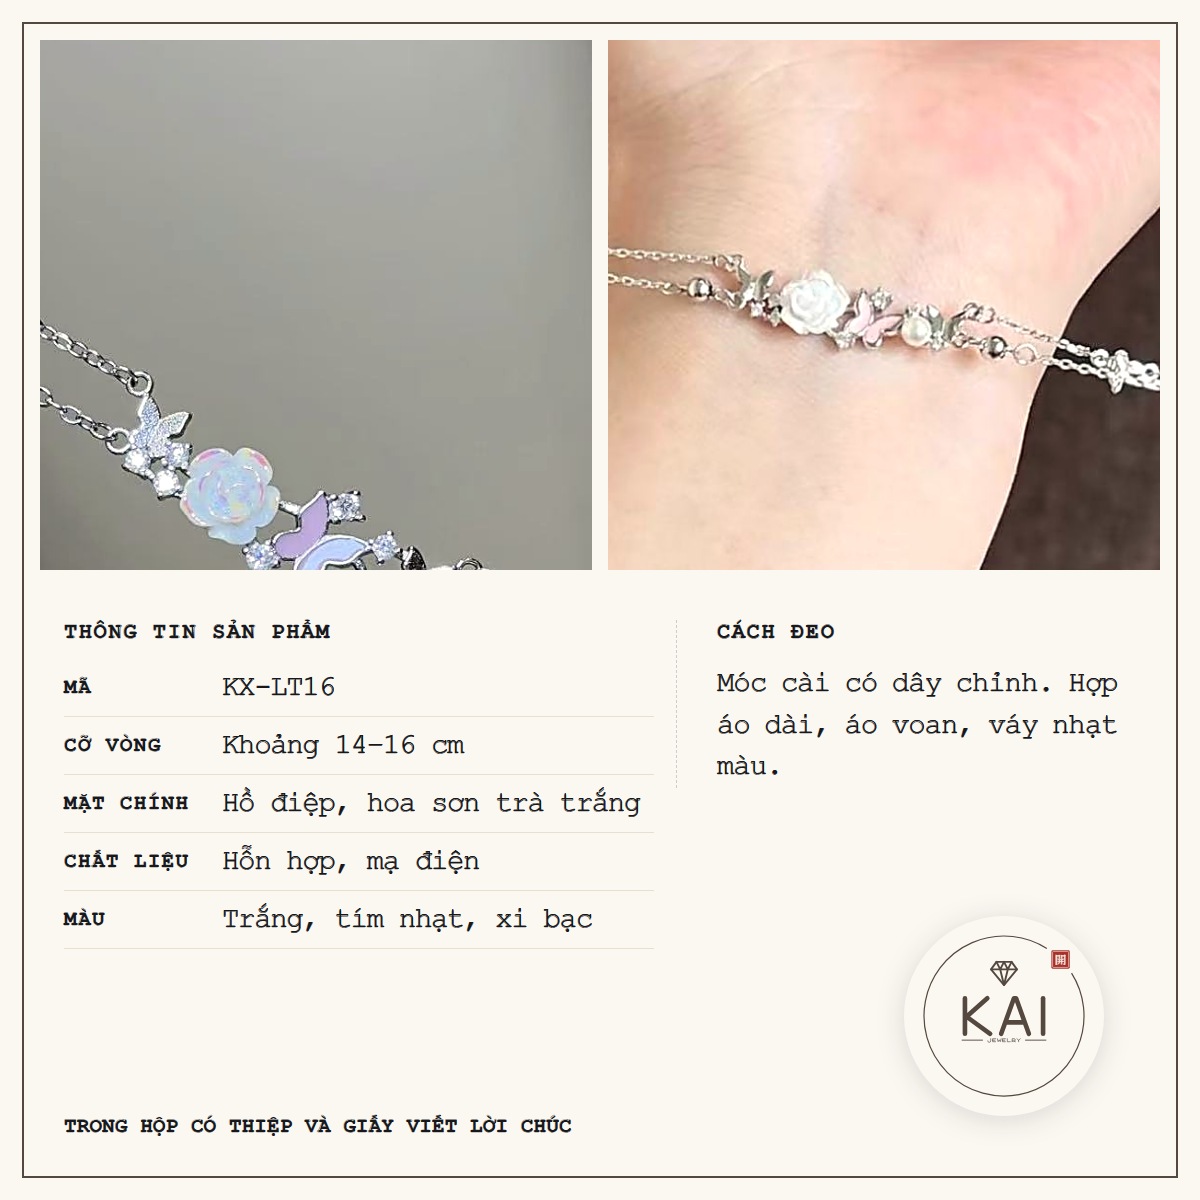 THÔNG TIN SẢN PHẨM
MÃ KX-LT16
CỠ VÒNG Khoảng 14–16 cm
MẶT CHÍNH Hồ điệp, hoa sơn trà trắng
CHẤT LIỆU Hỗn hợp, mạ điện
MÀU Trắng, tím nhạt, xi bạc
CÁCH ĐEO
Móc cài có dây chỉnh. Hợp
áo dài, áo voan, váy nhạt
màu.
開
KAI
JEWELRY
TRONG HỘP CÓ THIỆP VÀ GIẤY VIẾT LỜI CHÚC